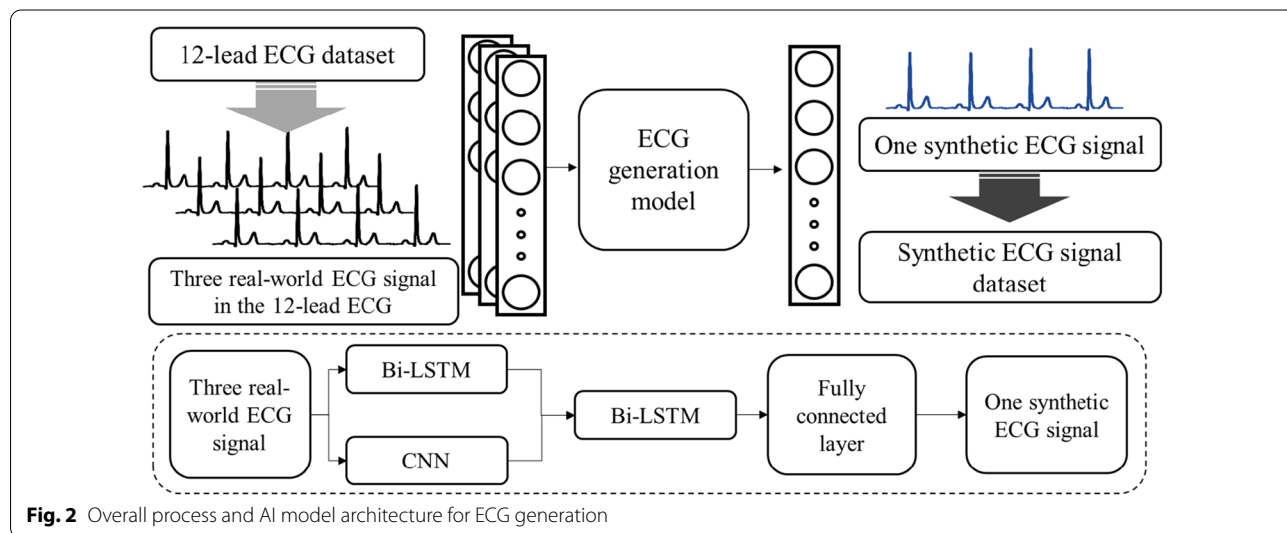 12-lead ECG dataset
Three real-world ECG signal
in the 12-lead ECG
ECG
generation
model
One synthetic ECG signal
Synthetic ECG signal
dataset
Three real-
world ECG
signal
Bi-LSTM
CNN
Bi-LSTM
Fully
connected
layer
One synthetic
ECG signal
Fig. 2 Overall process and AI model architecture for ECG generation